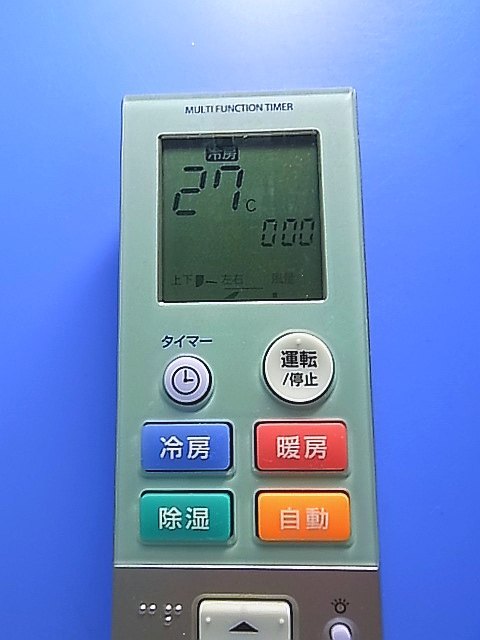 MULTI FUNCTION TIMER
冷房
27℃
000
上下 左右 風量
タイマー
運転
/停止
冷房 暖房
除湿 自動